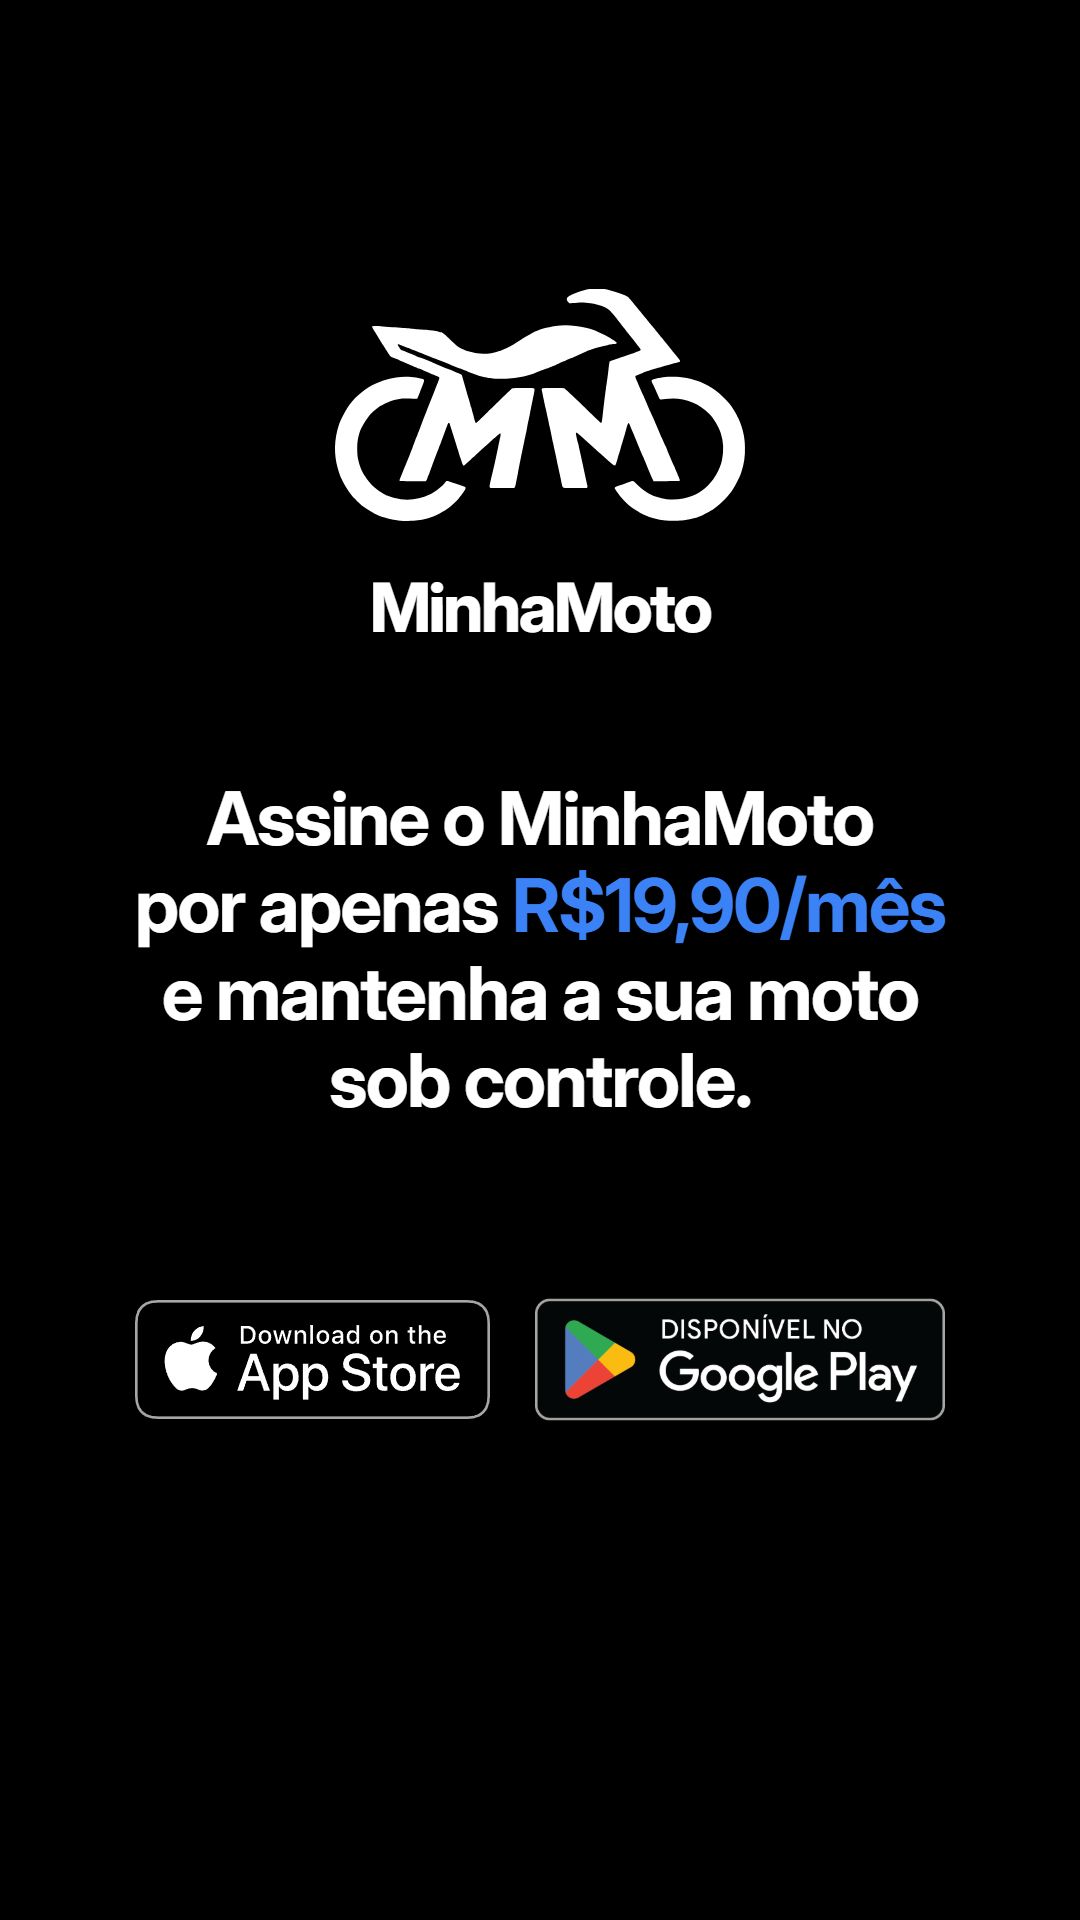 MM
MinhaMoto
Assine o MinhaMoto
por apenas R$19,90/mês
e mantenha a sua moto
sob controle.
Download on the
App Store
DISPONÍVEL NO
Google Play